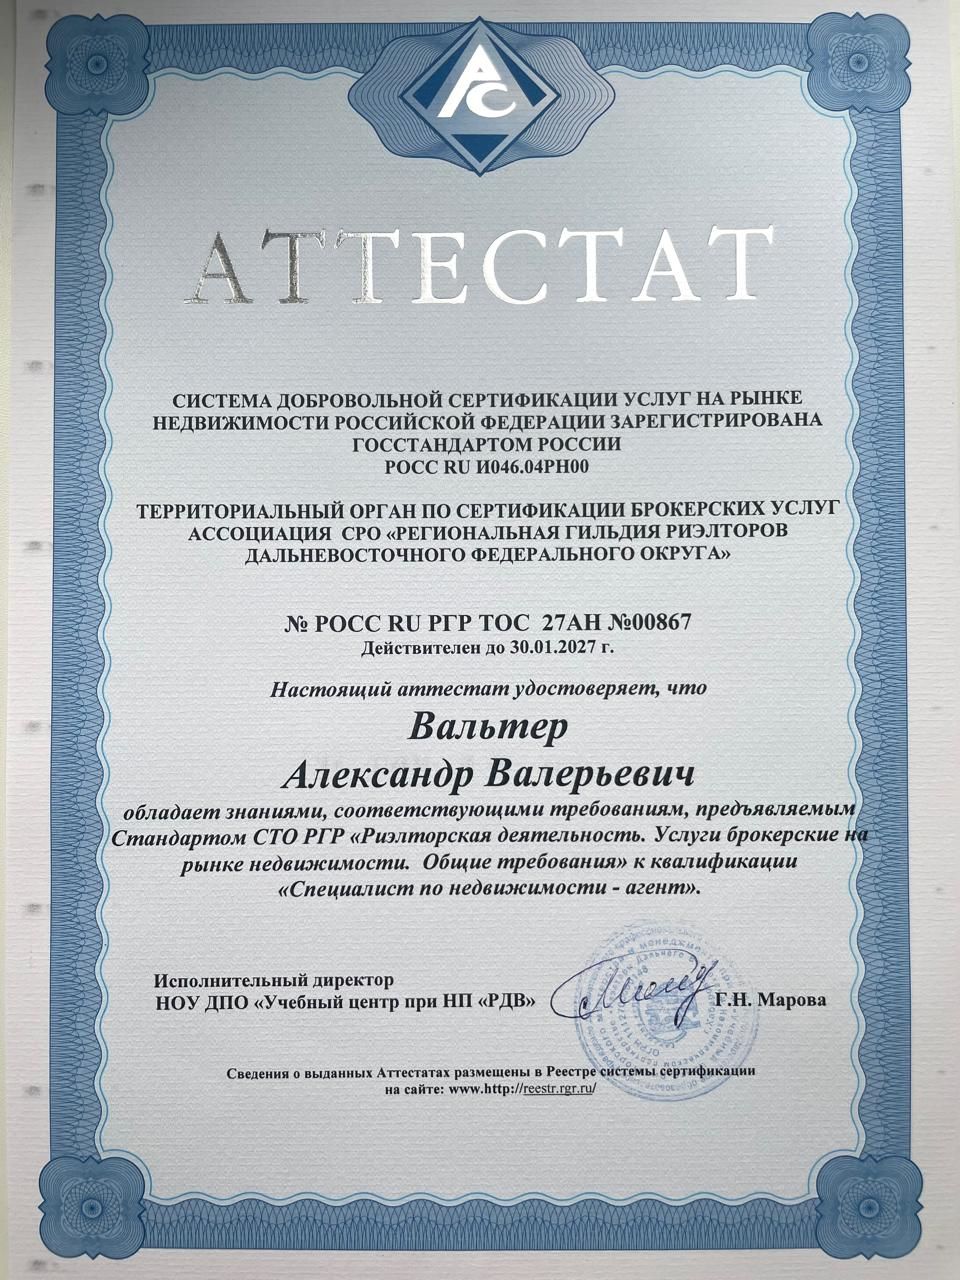 АС
АТТЕСТАТ
СИСТЕМА ДОБРОВОЛЬНОЙ СЕРТИФИКАЦИИ УСЛУГ НА РЫНКЕ
НЕДВИЖИМОСТИ РОССИЙСКОЙ ФЕДЕРАЦИИ ЗАРЕГИСТРИРОВАНА
ГОССТАНДАРТОМ РОССИИ
РОСС RU И046.04РН00
ТЕРРИТОРИАЛЬНЫЙ ОРГАН ПО СЕРТИФИКАЦИИ БРОКЕРСКИХ УСЛУГ
АССОЦИАЦИЯ СРО «РЕГИОНАЛЬНАЯ ГИЛЬДИЯ РИЭЛТОРОВ
ДАЛЬНЕВОСТОЧНОГО ФЕДЕРАЛЬНОГО ОКРУГА»
№ РОСС RU РГР ТОС 27АН №00867
Действителен до 30.01.2027 г.
Настоящий аттестат удостоверяет, что
Вальтер
Александр Валерьевич
обладает знаниями, соответствующими требованиям, предъявляемым
Стандартом СТО РГР «Риэлторская деятельность. Услуги брокерские на
рынке недвижимости. Общие требования» к квалификации
«Специалист по недвижимости - агент».
Исполнительный директор
НОУ ДПО «Учебный центр при НП «РДВ» Г.Н. Марова
Сведения о выданных Аттестатах размещены в Реестре системы сертификации
на сайте: www.http://reestr.rgr.ru/